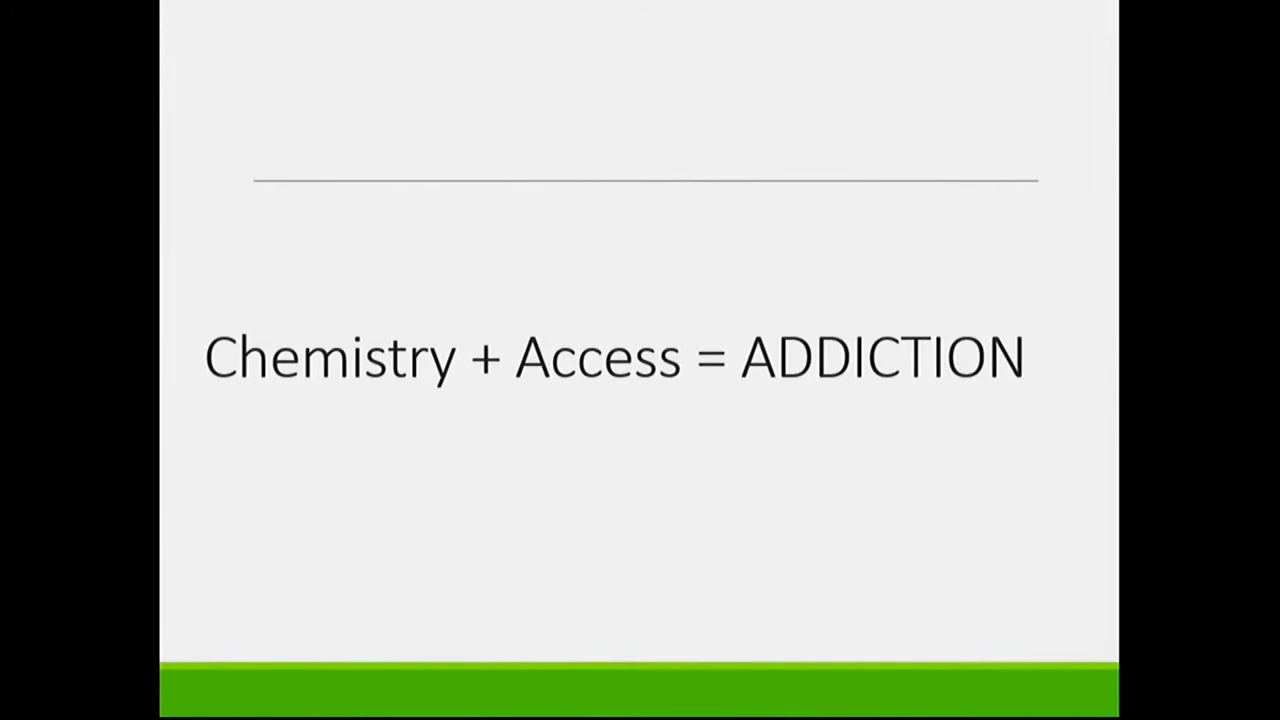 Chemistry + Access = ADDICTION